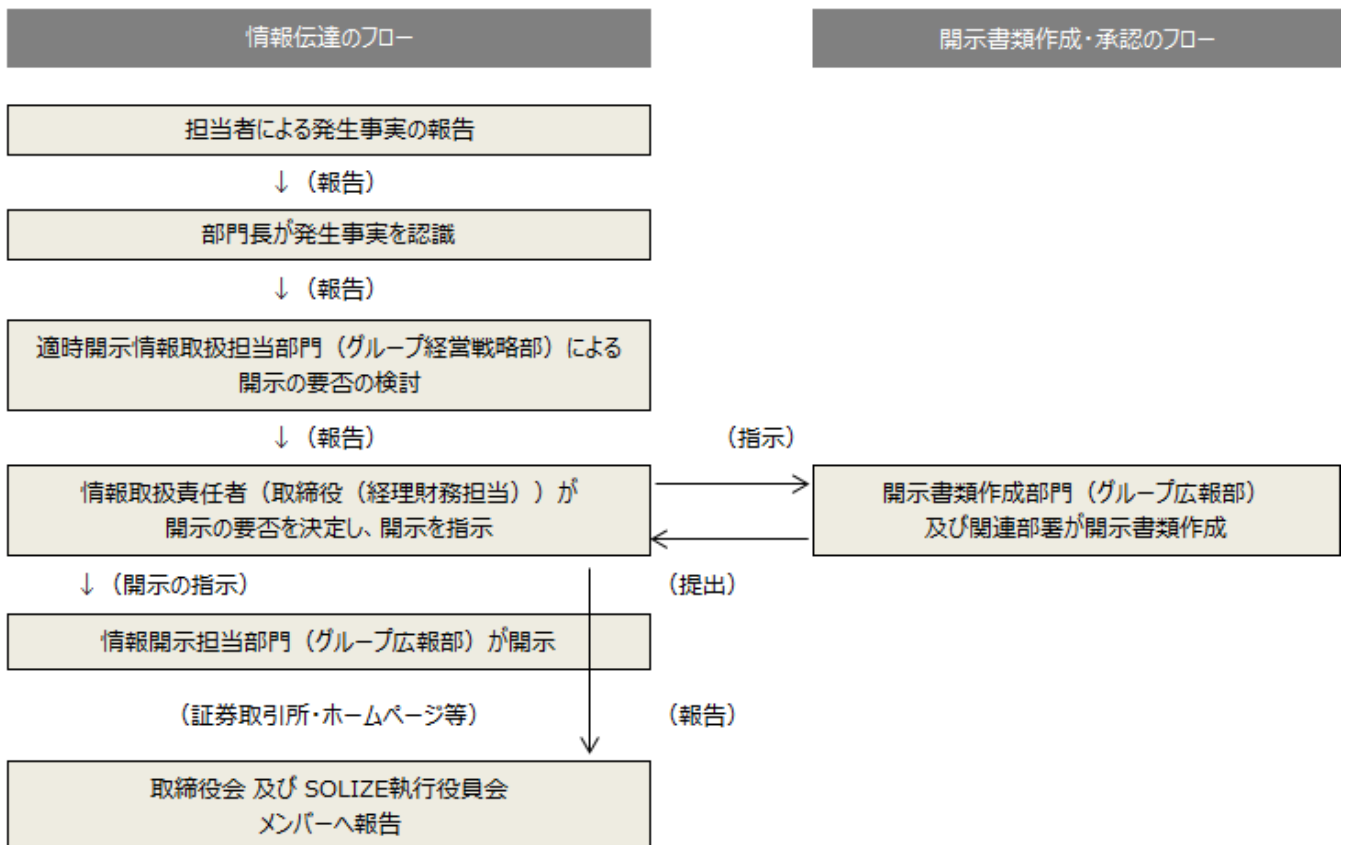 情報伝達のフロー
開示書類作成・承認のフロー
担当者による発生事実の報告
↓（報告）
部門長が発生事実を認識
↓（報告）
適時開示情報取扱担当部門（グループ経営戦略部）による
開示の要否の検討
↓（報告）
（指示）
情報取扱責任者（取締役（経理財務担当））が
開示の要否を決定し、開示を指示
開示書類作成部門（グループ広報部）
及び関連部署が開示書類作成
↓（開示の指示）
（提出）
情報開示担当部門（グループ広報部）が開示
（証券取引所・ホームページ等）
（報告）
取締役会 及び SOLIZE執行役員会
メンバーへ報告